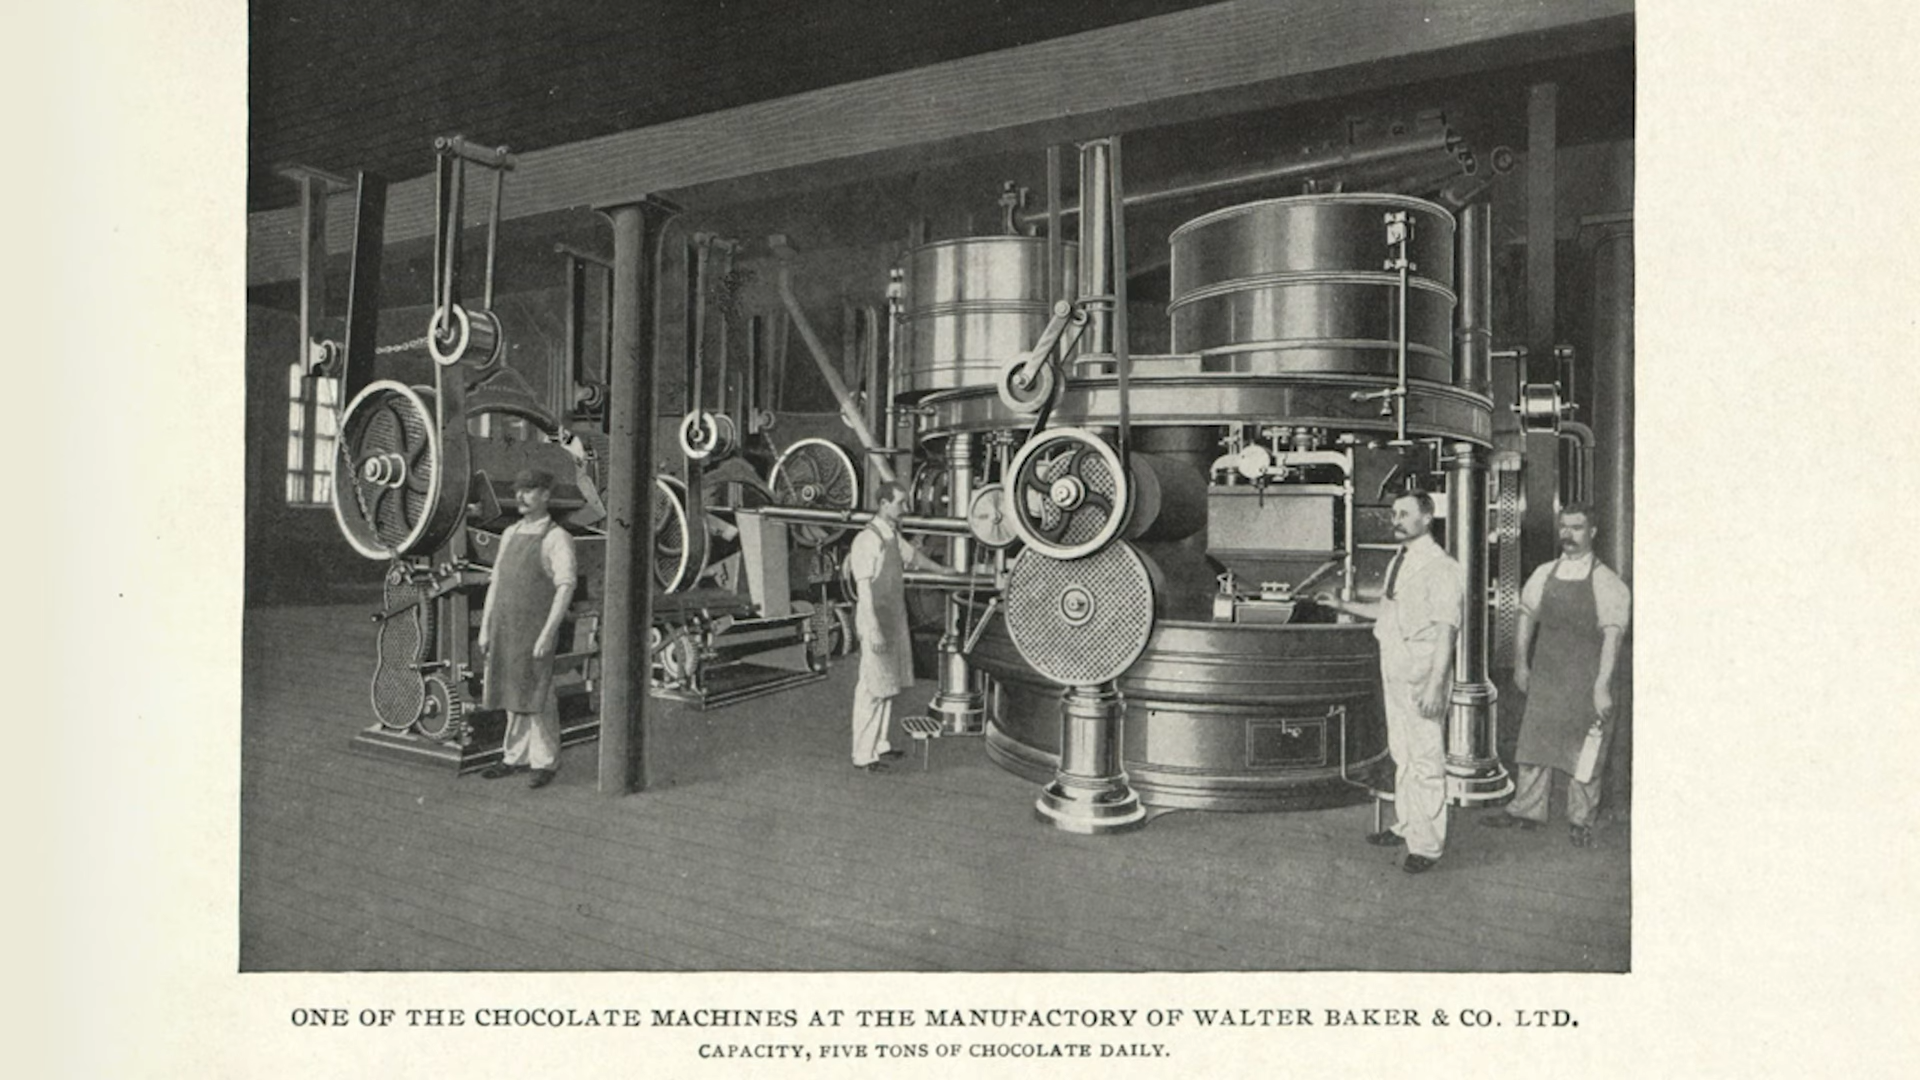 ONE OF THE CHOCOLATE MACHINES AT THE MANUFACTORY OF WALTER BAKER & CO. LTD.
CAPACITY, FIVE TONS OF CHOCOLATE DAILY.